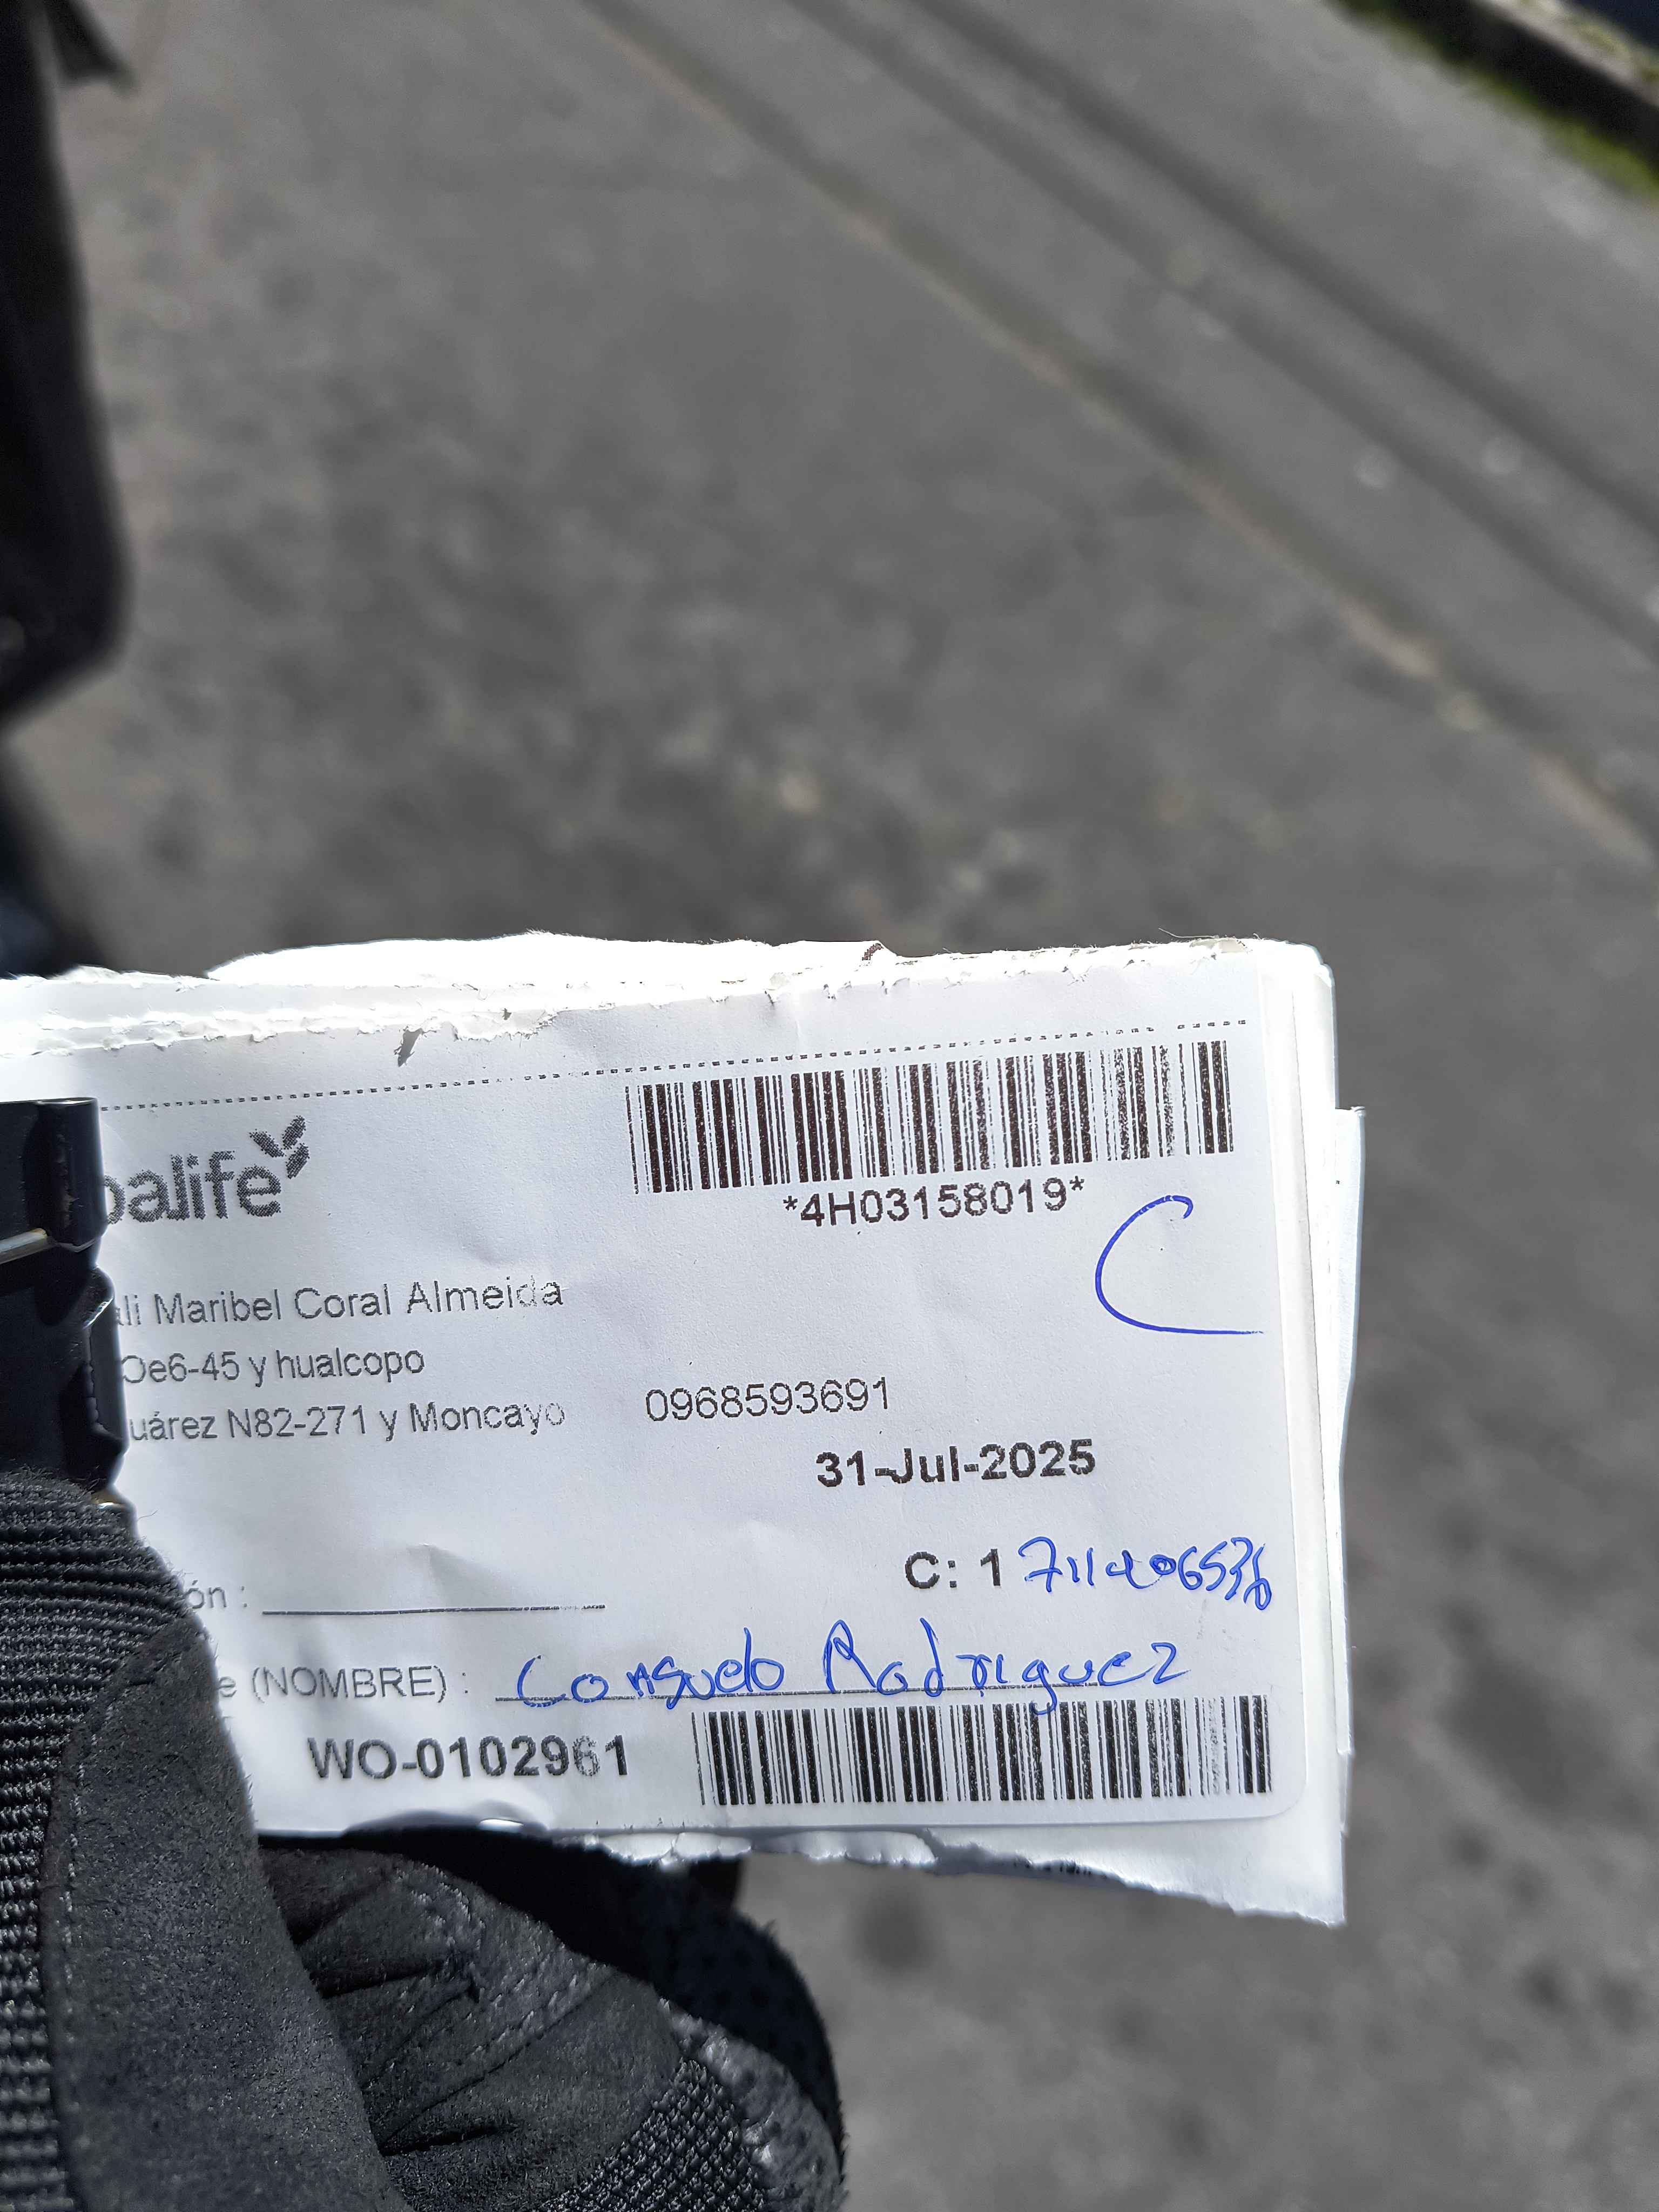 balife
*4H03158019*
C
ali Maribel Coral Almeida
Oe6-45 y hualcopo
uárez N82-271 y Moncayo
0968593691
31-Jul-2025
C: 1
ón :
e (NOMBRE) : Consuelo Rodriguez
WO-0102961